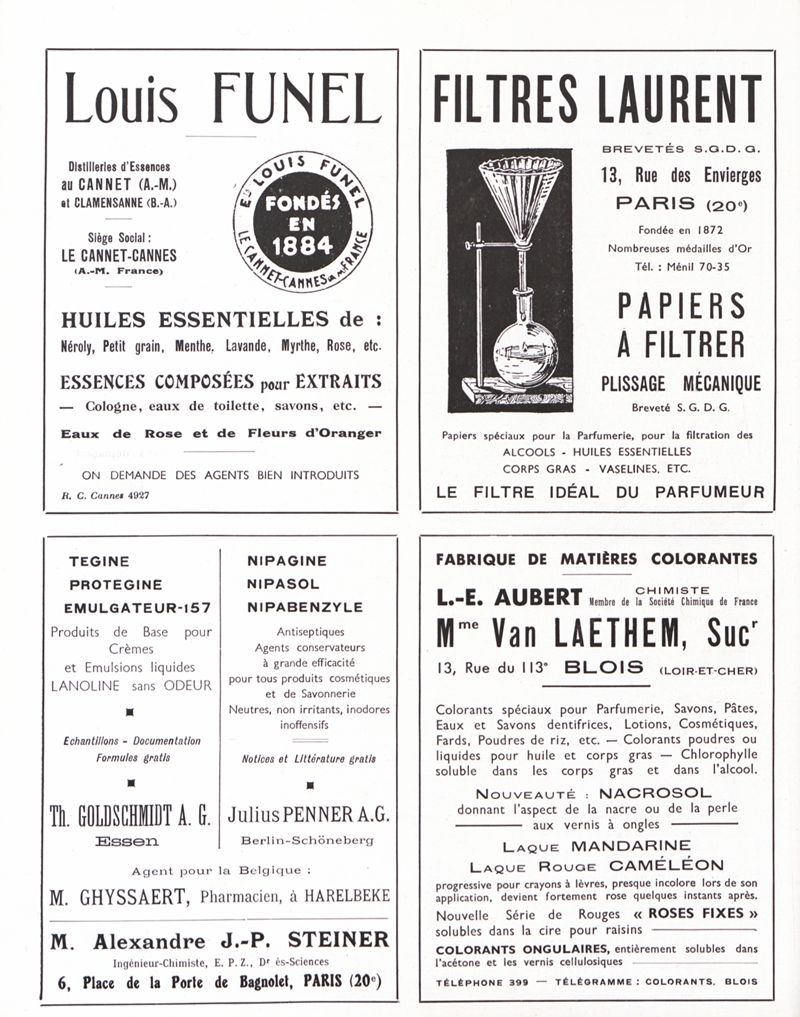 Louis FUNEL
Distilleries d'Essences
au CANNET (A.-M.)
et CLAMENSANNE (B.-A.)
Siège Social :
LE CANNET-CANNES
(A.-M. France)
Ets LOUIS FUNEL
FONDÉS
EN
1884
LE CANNET-CANNES (A.M.) FRANCE
HUILES ESSENTIELLES de :
Néroly, Petit grain, Menthe, Lavande, Myrthe, Rose, etc.
ESSENCES COMPOSÉES pour EXTRAITS
— Cologne, eaux de toilette, savons, etc. —
Eaux de Rose et de Fleurs d'Oranger
ON DEMANDE DES AGENTS BIEN INTRODUITS
R. C. Cannes 4927
FILTRES LAURENT
BREVETÉS S.G.D.G.
13, Rue des Envierges
PARIS (20e)
Fondée en 1872
Nombreuses médailles d'Or
Tél. : Ménil 70-35
PAPIERS
A FILTRER
PLISSAGE MÉCANIQUE
Breveté S. G. D. G.
Papiers spéciaux pour la Parfumerie, pour la filtration des
ALCOOLS - HUILES ESSENTIELLES
CORPS GRAS - VASELINES, ETC.
LE FILTRE IDÉAL DU PARFUMEUR
TEGINE
PROTEGINE
EMULGATEUR-157
Produits de Base pour
Crèmes
et Emulsions liquides
LANOLINE sans ODEUR
Echantillons - Documentation
Formules gratis
Th. GOLDSCHMIDT A. G.
Essen
NIPAGINE
NIPASOL
NIPABENZYLE
Antiseptiques
Agents conservateurs
à grande efficacité
pour tous produits cosmétiques
et de Savonnerie
Neutres, non irritants, inodores
inoffensifs
Notices et Littérature gratis
Julius PENNER A.G.
Berlin-Schöneberg
Agent pour la Belgique :
M. GHYSSAERT, Pharmacien, à HARELBEKE
M. Alexandre J.-P. STEINER
Ingénieur-Chimiste, E. P. Z., Dr ès-Sciences
6, Place de la Porte de Bagnolet, PARIS (20e)
FABRIQUE DE MATIÈRES COLORANTES
L.-E. AUBERT CHIMISTE
Membre de la Société Chimique de France
Mme Van LAETHEM, Sucr
13, Rue du 113e BLOIS (LOIR-ET-CHER)
Colorants spéciaux pour Parfumerie, Savons, Pâtes,
Eaux et Savons dentifrices, Lotions, Cosmétiques,
Fards, Poudres de riz, etc. — Colorants poudres ou
liquides pour huile et corps gras — Chlorophylle
soluble dans les corps gras et dans l'alcool.
NOUVEAUTÉ : NACROSOL
donnant l'aspect de la nacre ou de la perle
aux vernis à ongles
LAQUE MANDARINE
LAQUE ROUGE CAMÉLÉON
progressive pour crayons à lèvres, presque incolore lors de son
application, devient fortement rose quelques instants après.
Nouvelle Série de Rouges « ROSES FIXES »
solubles dans la cire pour raisins
COLORANTS ONGULAIRES, entièrement solubles dans
l'acétone et les vernis cellulosiques
TÉLÉPHONE 399 — TÉLÉGRAMME : COLORANTS. BLOIS